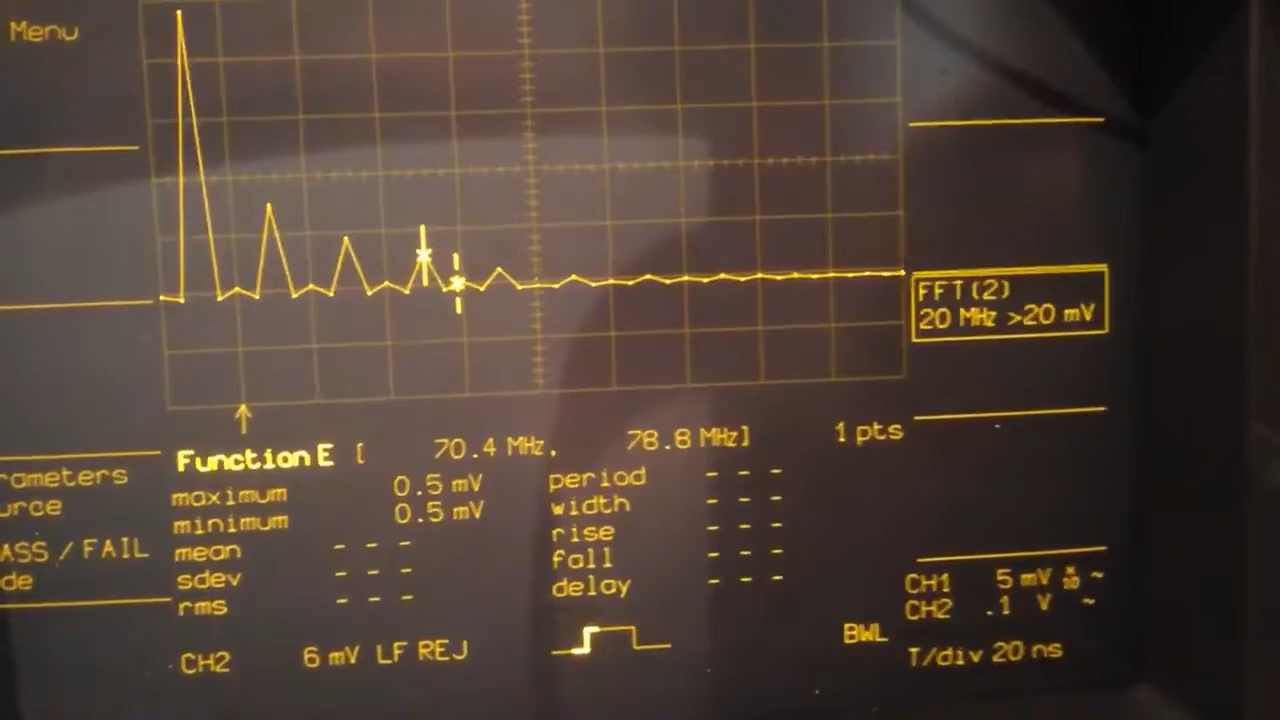 Menu
FFT(2)
20 MHz >20 mV
Function E [ 70.4 MHz, 78.8 MHz] 1 pts
rameters
maximum 0.5 mV period - - -
urce
minimum 0.5 mV width - - -
ASS / FAIL
mean - - - rise - - -
de
sdev - - - fall - - -
rms - - - delay - - -
CH1 5 mV ~
CH2 .1 V ~
CH2 6 mV LF REJ
BWL
T/div 20 ns